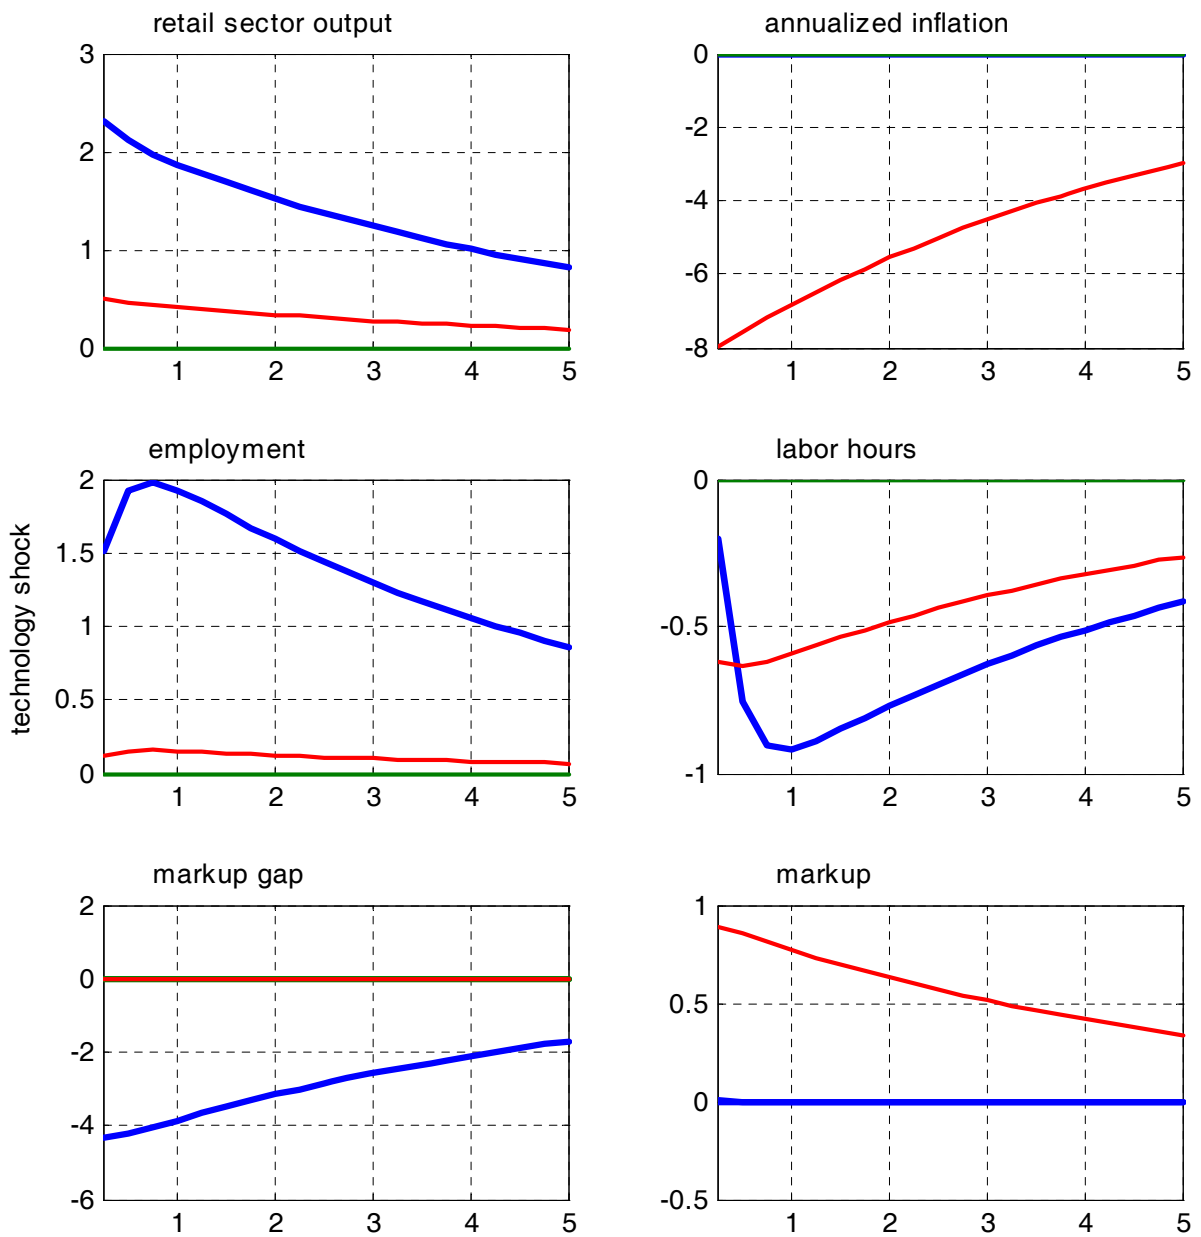 retail sector output
3
2
1
0
1 2 3 4 5
annualized inflation
0
-2
-4
-6
-8
1 2 3 4 5
employment
technology shock
2
1.5
1
0.5
0
1 2 3 4 5
labor hours
0
-0.5
-1
1 2 3 4 5
markup gap
2
0
-2
-4
-6
1 2 3 4 5
markup
1
0.5
0
-0.5
1 2 3 4 5